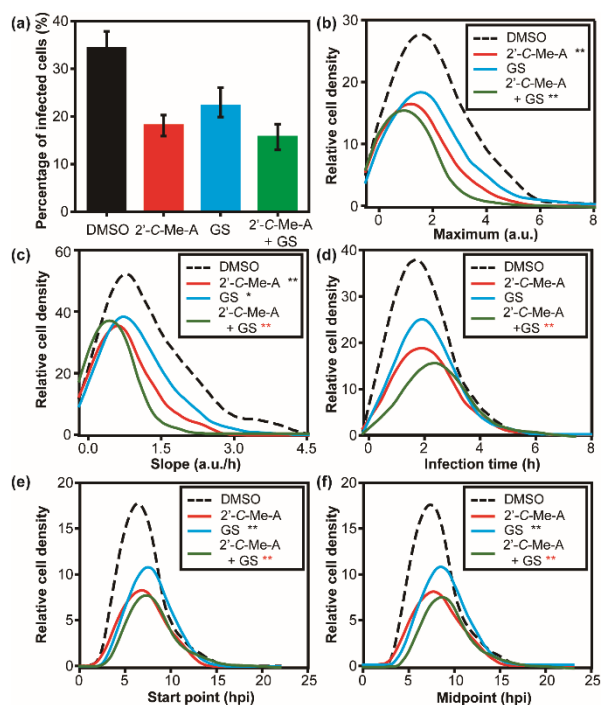 (a)
Percentage of infected cells (%)
40
30
20
10
0
DMSO 2'-C-Me-A GS 2'-C-Me-A
+ GS
(b)
Relative cell density
30
20
10
0
0 2 4 6 8
Maximum (a.u.)
DMSO
2'-C-Me-A **
GS
2'-C-Me-A
+ GS **
(c)
Relative cell density
60
40
20
0
0.0 1.5 3.0 4.5
Slope (a.u./h)
DMSO
2'-C-Me-A **
GS *
2'-C-Me-A
+ GS **
(d)
Relative cell density
40
30
20
10
0
0 2 4 6 8
Infection time (h)
DMSO
2'-C-Me-A
GS
2'-C-Me-A
+GS **
(e)
Relative cell density
20
15
10
5
0
0 5 10 15 20 25
Start point (hpi)
DMSO
2'-C-Me-A
GS **
2'-C-Me-A
+ GS **
(f)
Relative cell density
20
15
10
5
0
0 5 10 15 20 25
Midpoint (hpi)
DMSO
2'-C-Me-A
GS **
2'-C-Me-A
+ GS **